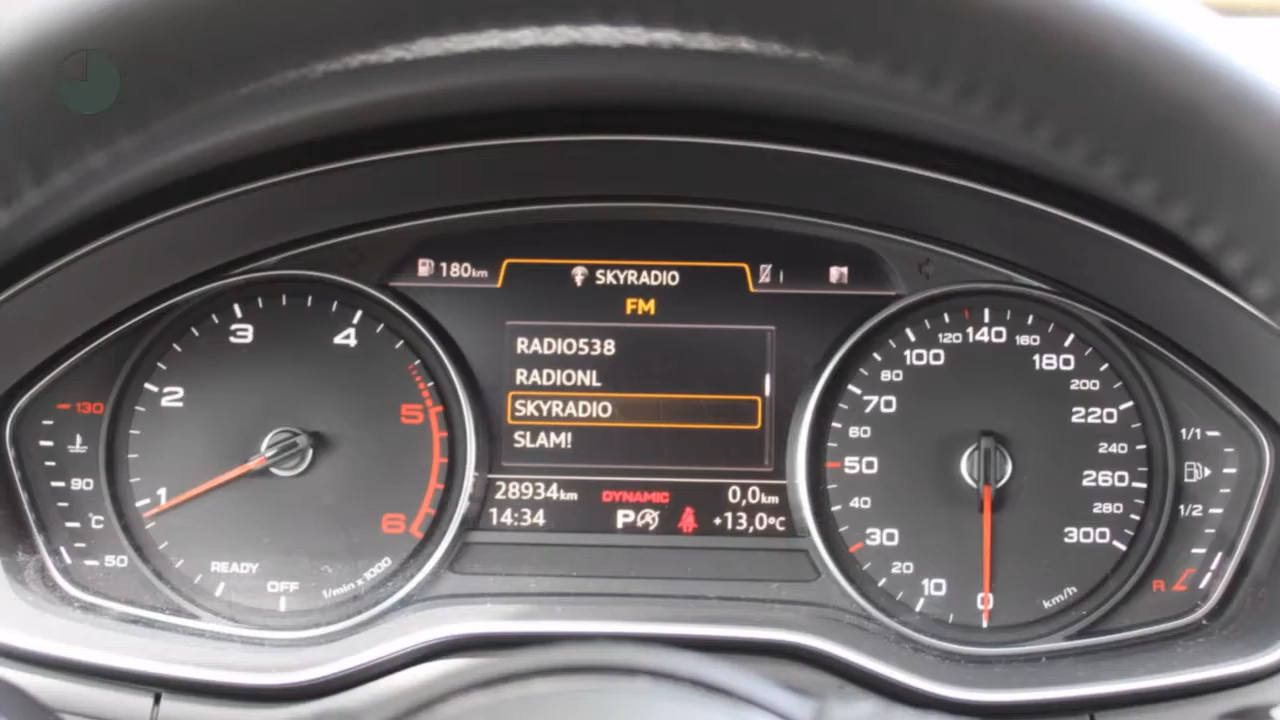 180km
SKYRADIO
FM
RADIO538
RADIONL
SKYRADIO
SLAM!
28934km
DYNAMIC
0,0km
14:34
P
+13,0°C
130
90
°C
50
1
2
3
4
5
6
READY
OFF
1/min x 1000
0
10
20
30
40
50
60
70
80
100
120
140
160
180
200
220
240
260
280
300
km/h
1/1
1/2
R